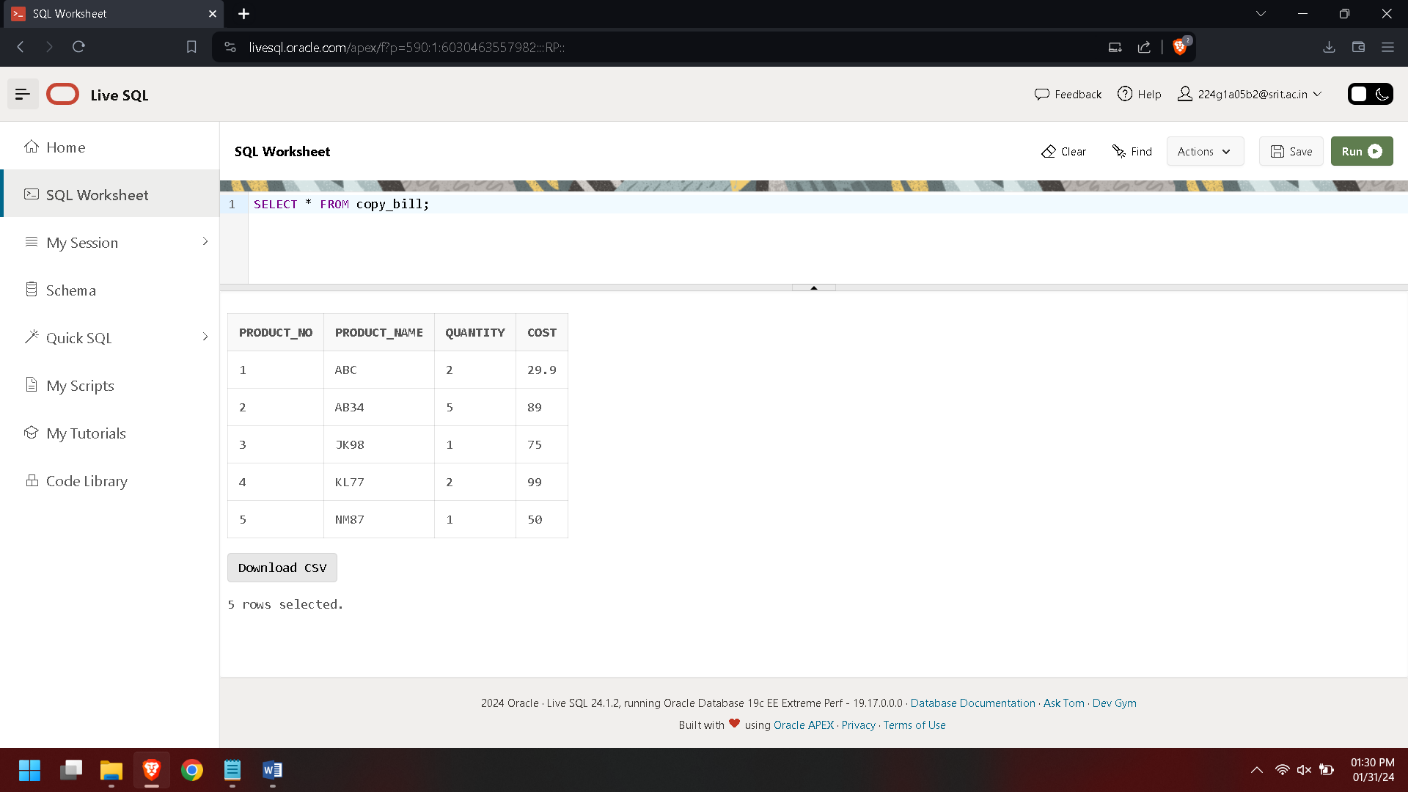 SQL Worksheet
livesql.oracle.com/apex/f?p=590:1:6030463557982:::RP::
2
Live SQL
Feedback
Help
224g1a05b2@srit.ac.in
Home
SQL Worksheet
My Session
Schema
Quick SQL
My Scripts
My Tutorials
Code Library
SQL Worksheet
Clear
Find
Actions
Save
Run
1 SELECT * FROM copy_bill;
PRODUCT_NO PRODUCT_NAME QUANTITY COST
1 ABC 2 29.9
2 AB34 5 89
3 JK98 1 75
4 KL77 2 99
5 NM87 1 50
Download CSV
5 rows selected.
2024 Oracle · Live SQL 24.1.2, running Oracle Database 19c EE Extreme Perf - 19.17.0.0.0 · Database Documentation · Ask Tom · Dev Gym
Built with ❤ using Oracle APEX · Privacy · Terms of Use
01:30 PM
01/31/24